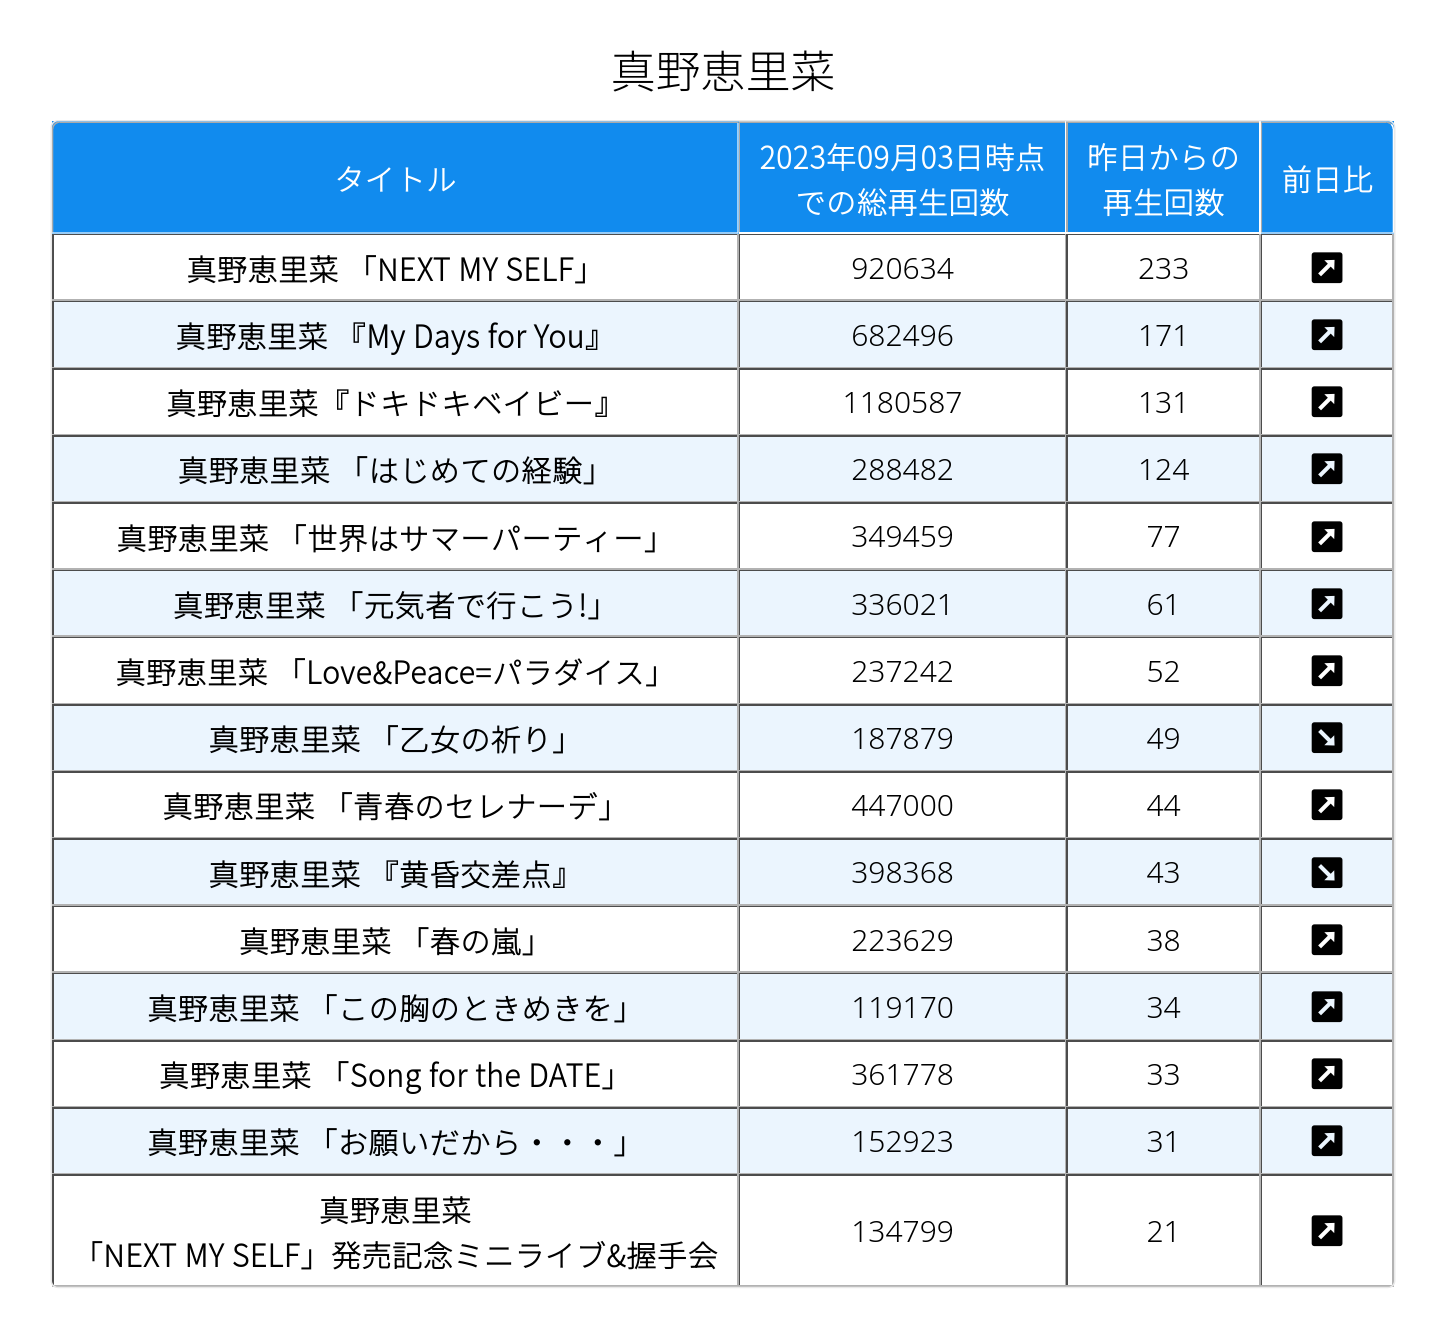 真野恵里菜
タイトル
2023年09月03日時点
での総再生回数
昨日からの
再生回数
前日比
真野恵里菜 「NEXT MY SELF」 920634 233
真野恵里菜 『My Days for You』 682496 171
真野恵里菜『ドキドキベイビー』 1180587 131
真野恵里菜 「はじめての経験」 288482 124
真野恵里菜 「世界はサマーパーティー」 349459 77
真野恵里菜 「元気者で行こう!」 336021 61
真野恵里菜 「Love&Peace=パラダイス」 237242 52
真野恵里菜 「乙女の祈り」 187879 49
真野恵里菜 「青春のセレナーデ」 447000 44
真野恵里菜 『黄昏交差点』 398368 43
真野恵里菜 「春の嵐」 223629 38
真野恵里菜 「この胸のときめきを」 119170 34
真野恵里菜 「Song for the DATE」 361778 33
真野恵里菜 「お願いだから・・・」 152923 31
真野恵里菜
「NEXT MY SELF」発売記念ミニライブ&握手会 134799 21